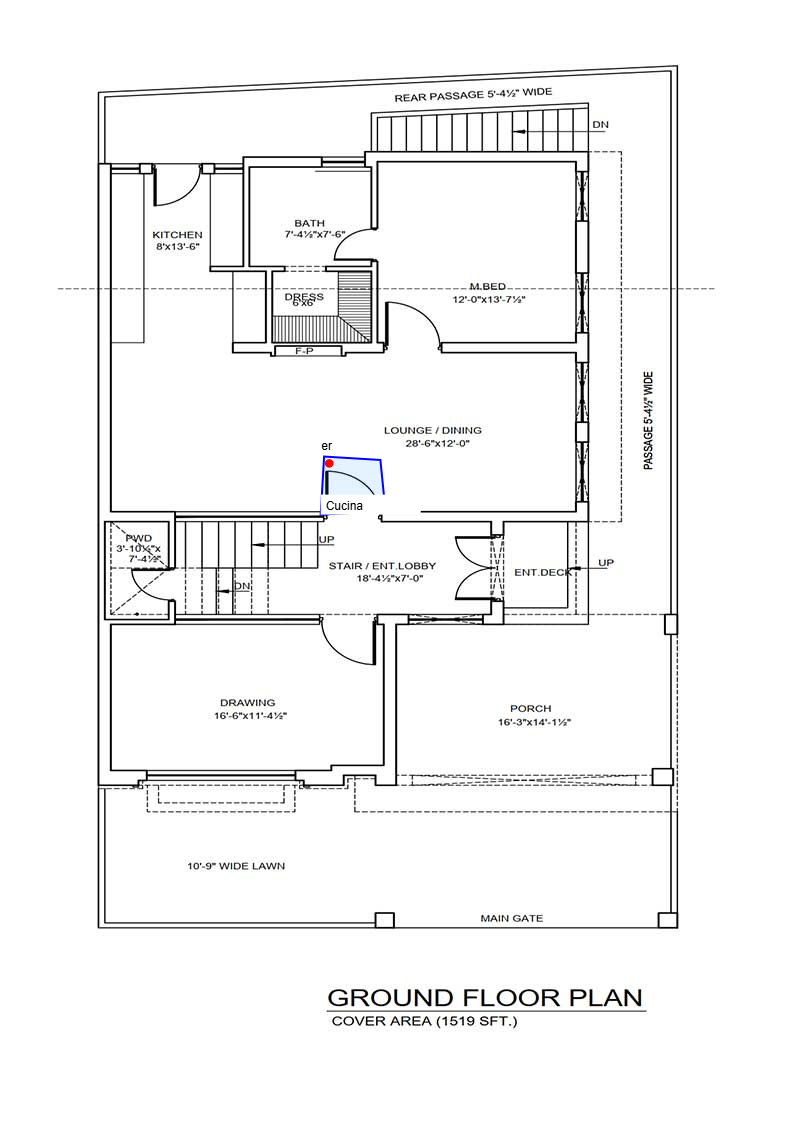 REAR PASSAGE 5'-4½" WIDE
DN
BATH
7'-4½"x7'-6"
KITCHEN
8'x13'-6"
M.BED
12'-0"x13'-7½"
DRESS
6'x6'
F-P
PASSAGE 5'-4½" WIDE
LOUNGE / DINING
28'-6"x12'-0"
er
Cucina
PWD
3'-10½"x
7'-4½"
UP
DN
STAIR / ENT.LOBBY
18'-4½"x7'-0"
ENT.DECK
UP
DRAWING
16'-6"x11'-4½"
PORCH
16'-3"x14'-1½"
10'-9" WIDE LAWN
MAIN GATE
GROUND FLOOR PLAN
COVER AREA (1519 SFT.)